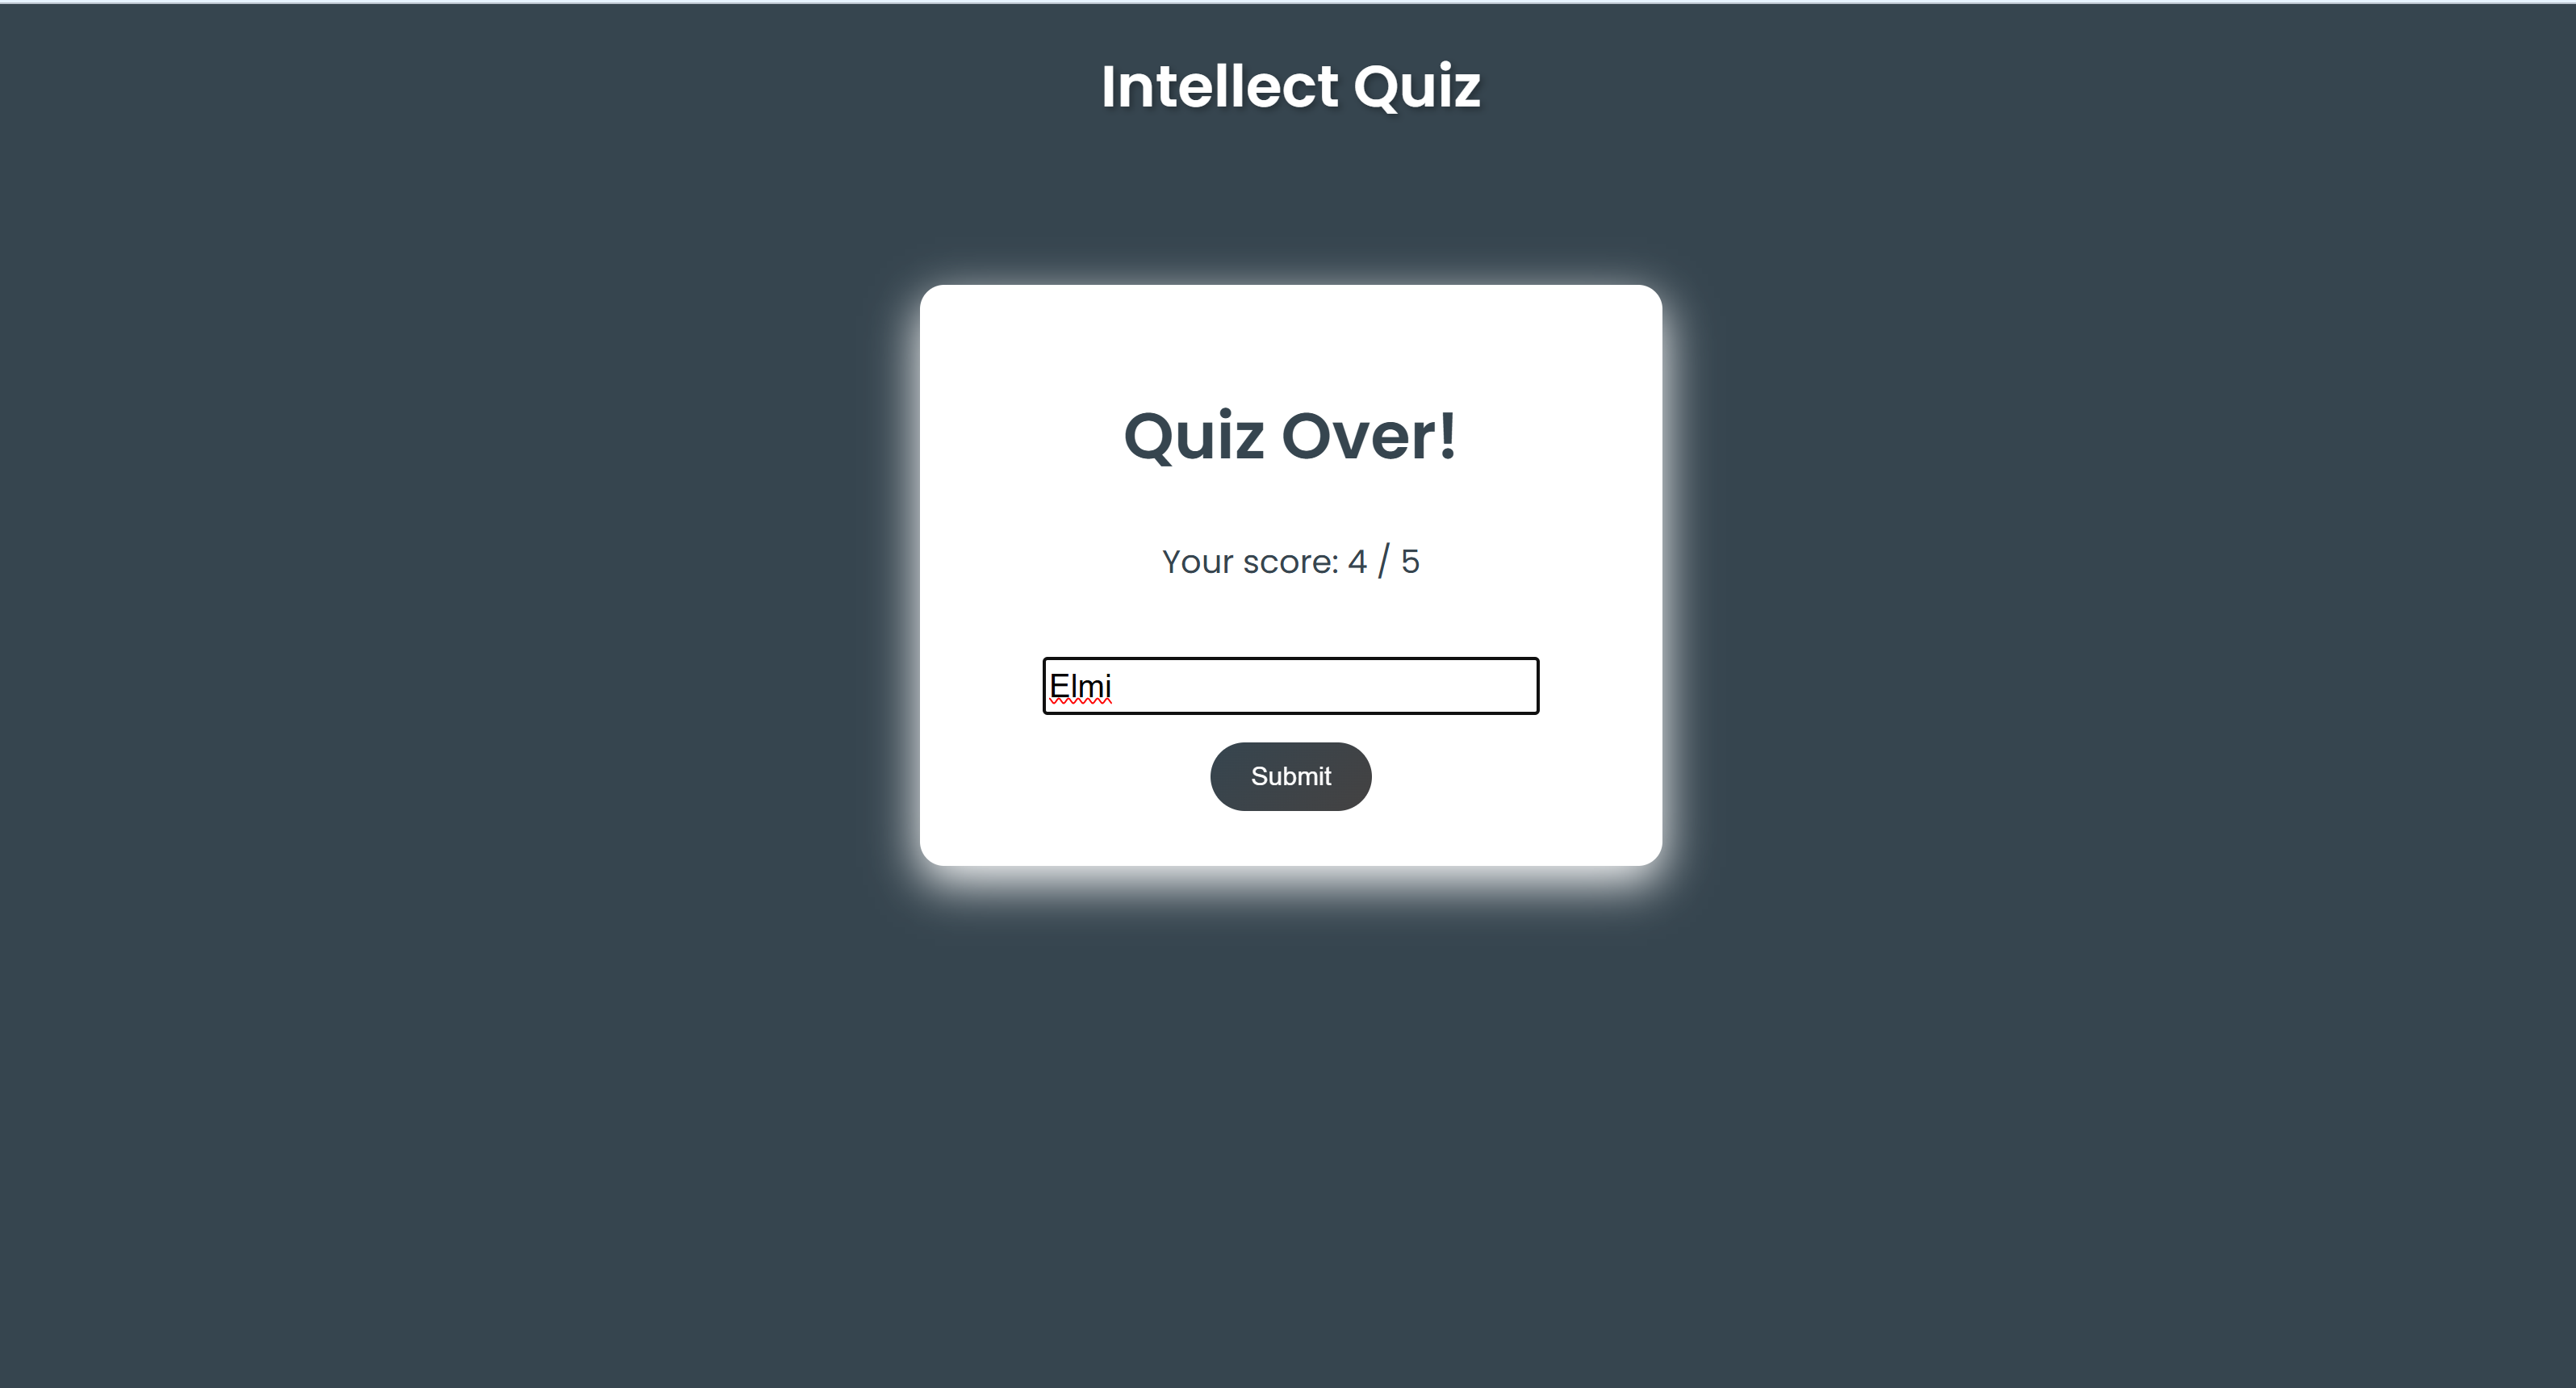 Intellect Quiz
Quiz Over!
Your score: 4 / 5
Elmi
Submit